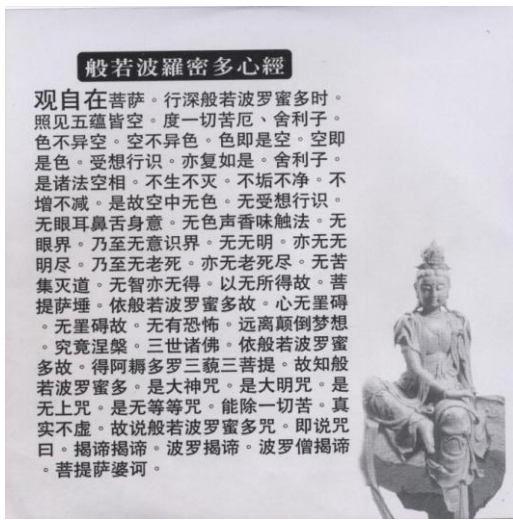 般若波羅密多心經
观自在菩萨。行深般若波罗蜜多时。
照见五蕴皆空。度一切苦厄、舍利子。
色不异空。空不异色。色即是空。空即
是色。受想行识。亦复如是。舍利子。
是诸法空相。不生不灭。不垢不净。不
增不减。是故空中无色。无受想行识。
无眼耳鼻舌身意。无色声香味触法。无
眼界。乃至无意识界。无无明。亦无无
明尽。乃至无老死。亦无老死尽。无苦
集灭道。无智亦无得。以无所得故。菩
提萨埵。依般若波罗蜜多故。心无罣碍
。无罣碍故。无有恐怖。远离颠倒梦想
。究竟涅槃。三世诸佛。依般若波罗蜜
多故。得阿耨多罗三藐三菩提。故知般
若波罗蜜多。是大神咒。是大明咒。是
无上咒。是无等等咒。能除一切苦。真
实不虚。故说般若波罗蜜多咒。即说咒
曰。揭谛揭谛。波罗揭谛。波罗僧揭谛
。菩提萨婆诃。